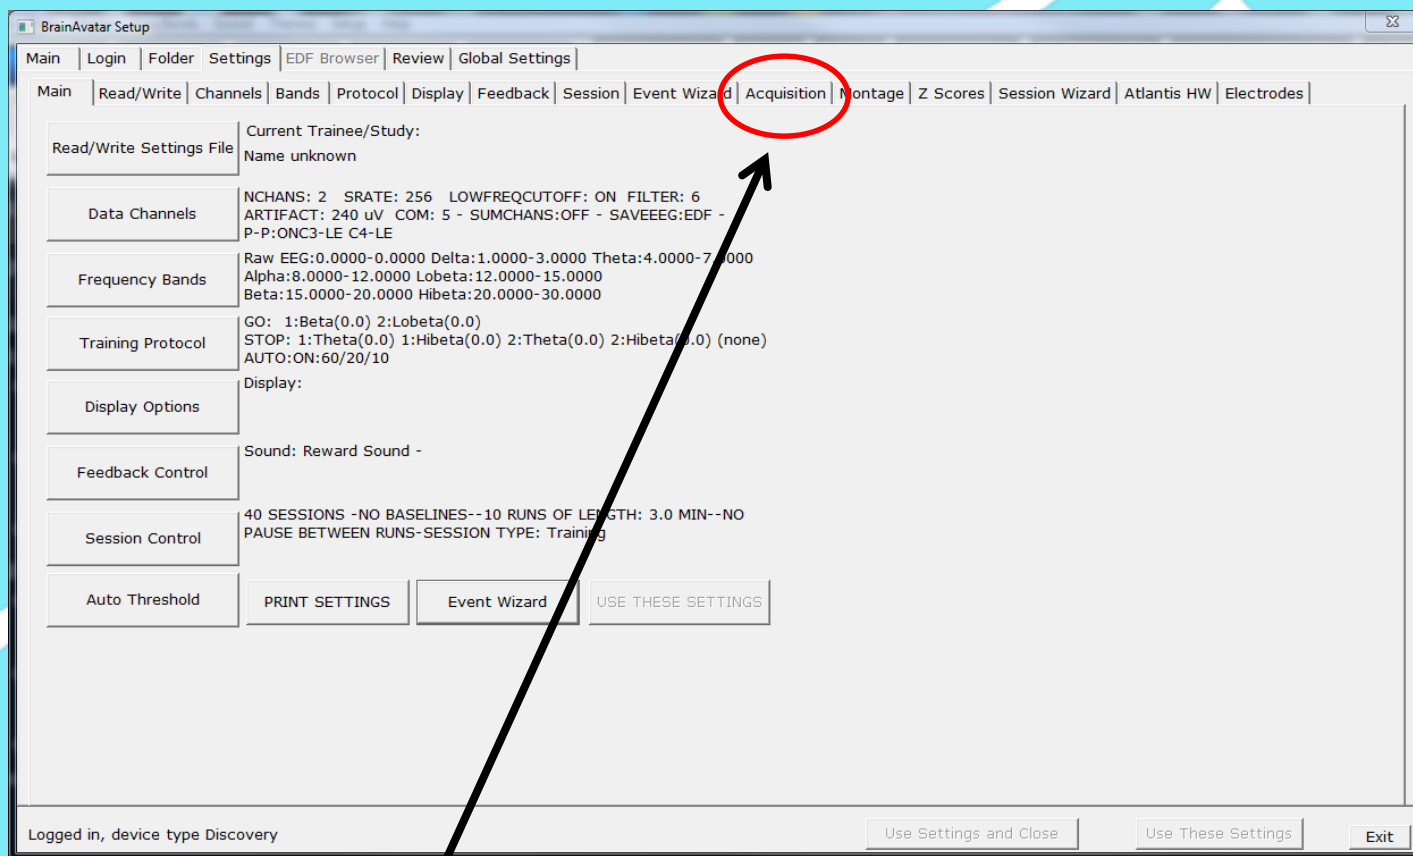 BrainAvatar Setup
Main Login Folder Settings EDF Browser Review Global Settings
Main Read/Write Channels Bands Protocol Display Feedback Session Event Wizard Acquisition Montage Z Scores Session Wizard Atlantis HW Electrodes
Read/Write Settings File
Current Trainee/Study:
Name unknown
Data Channels
NCHANS: 2 SRATE: 256 LOWFREQCUTOFF: ON FILTER: 6
ARTIFACT: 240 uV COM: 5 - SUMCHANS:OFF - SAVEEEG:EDF -
P-P:ONC3-LE C4-LE
Frequency Bands
Raw EEG:0.0000-0.0000 Delta:1.0000-3.0000 Theta:4.0000-7.0000
Alpha:8.0000-12.0000 Lobeta:12.0000-15.0000
Beta:15.0000-20.0000 Hibeta:20.0000-30.0000
Training Protocol
GO: 1:Beta(0.0) 2:Lobeta(0.0)
STOP: 1:Theta(0.0) 1:Hibeta(0.0) 2:Theta(0.0) 2:Hibeta(0.0) (none)
AUTO:ON:60/20/10
Display Options
Display:
Feedback Control
Sound: Reward Sound -
Session Control
40 SESSIONS -NO BASELINES--10 RUNS OF LENGTH: 3.0 MIN--NO
PAUSE BETWEEN RUNS-SESSION TYPE: Training
Auto Threshold PRINT SETTINGS Event Wizard USE THESE SETTINGS
Logged in, device type Discovery Use Settings and Close Use These Settings Exit